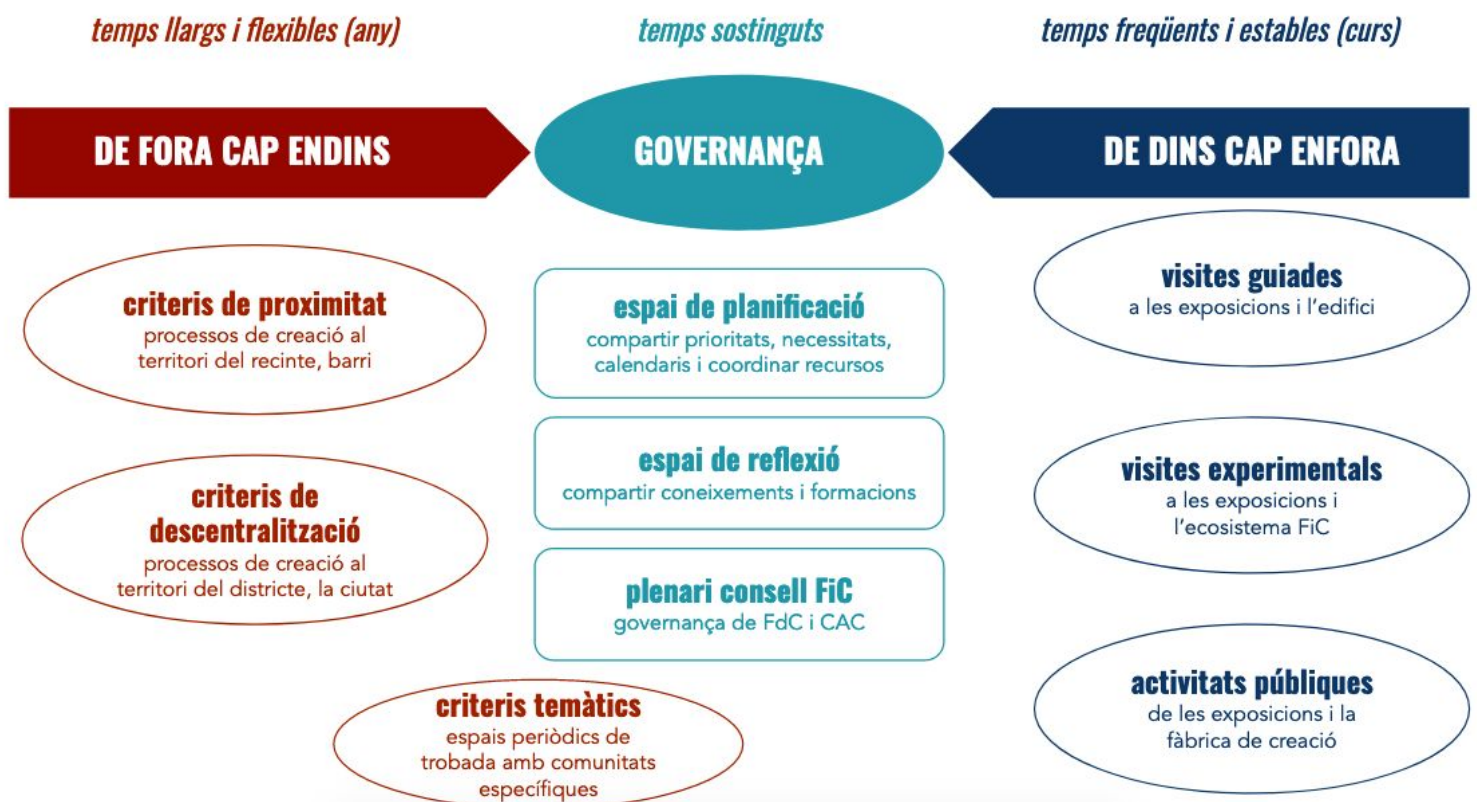 temps llargs i flexibles (any)
temps sostinguts
temps freqüents i estables (curs)
DE FORA CAP ENDINS
GOVERNANÇA
DE DINS CAP ENFORA
criteris de proximitat
processos de creació al
territori del recinte, barri
criteris de
descentralització
processos de creació al
territori del districte, la ciutat
espai de planificació
compartir prioritats, necessitats,
calendaris i coordinar recursos
espai de reflexió
compartir coneixements i formacions
plenari consell FiC
governança de FdC i CAC
criteris temàtics
espais periòdics de
trobada amb comunitats
específiques
visites guiades
a les exposicions i l'edifici
visites experimentals
a les exposicions i
l'ecosistema FiC
activitats públiques
de les exposicions i la
fàbrica de creació